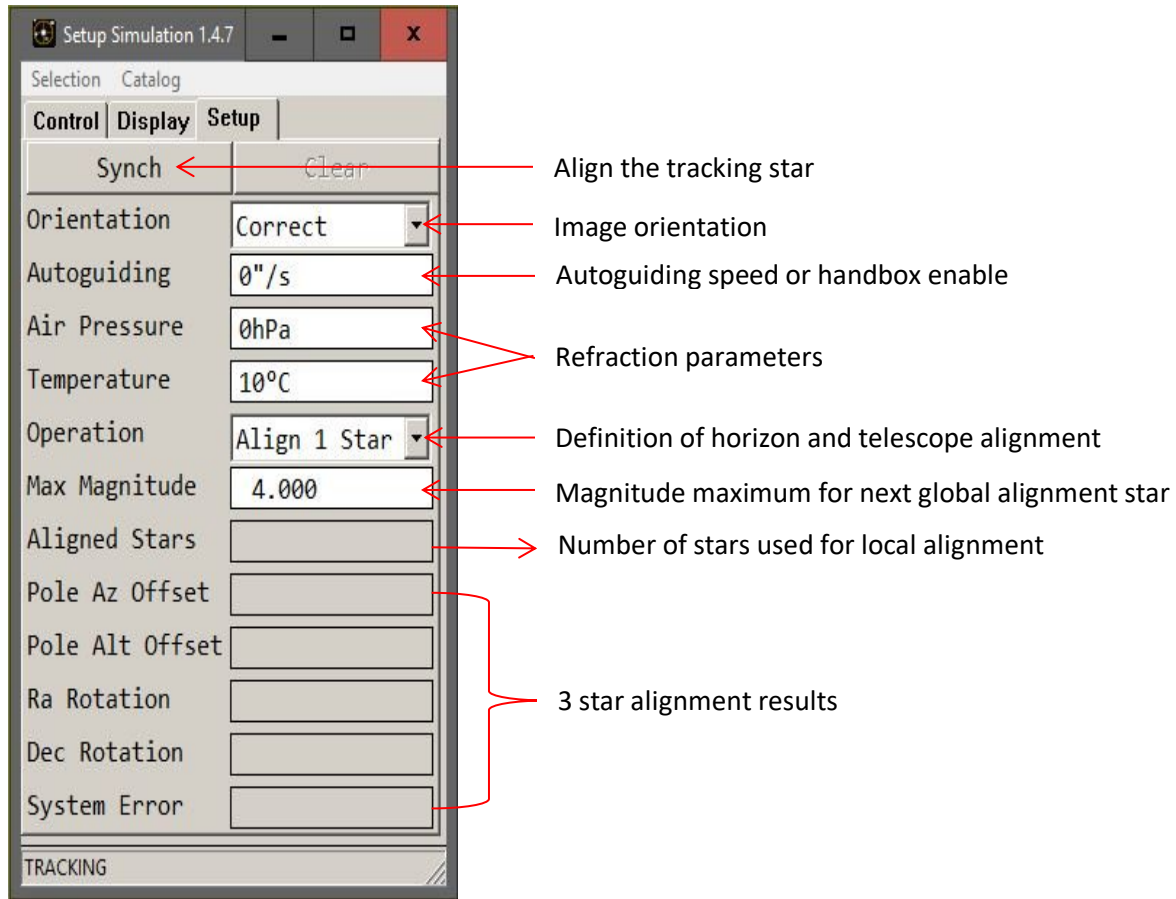 Setup Simulation 1.4.7
Selection Catalog
Control Display Setup
Synch Clear Align the tracking star
Orientation Correct Image orientation
Autoguiding 0"/s Autoguiding speed or handbox enable
Air Pressure 0hPa
Refraction parameters
Temperature 10ºC
Operation Align 1 Star Definition of horizon and telescope alignment
Max Magnitude 4.000 Magnitude maximum for next global alignment star
Aligned Stars Number of stars used for local alignment
Pole Az Offset
Pole Alt Offset
Ra Rotation 3 star alignment results
Dec Rotation
System Error
TRACKING